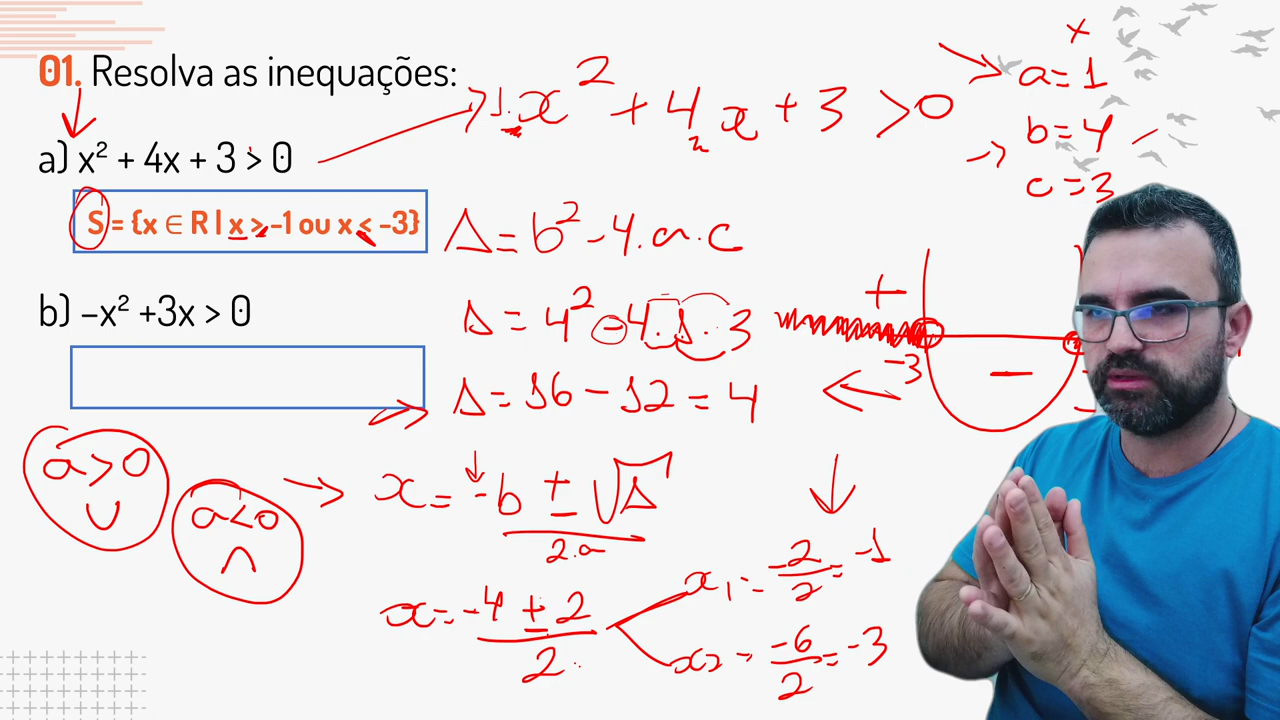 01. Resolva as inequações:
a) x² + 4x + 3 > 0
S = {x ∈ R | x > -1 ou x < -3}
b) –x² +3x > 0
a>0
a<0
1.x² + 4x + 3 > 0
Δ = b² - 4.a.c
Δ = 4² - 4.1.3
Δ = 16 - 12 = 4
x = -b ± √Δ
2.a
x = -4 ± 2
2
x₁ = -2/2 = -1
x₂ = -6/2 = -3
x
a=1
b=4
c=3
+
-3
−